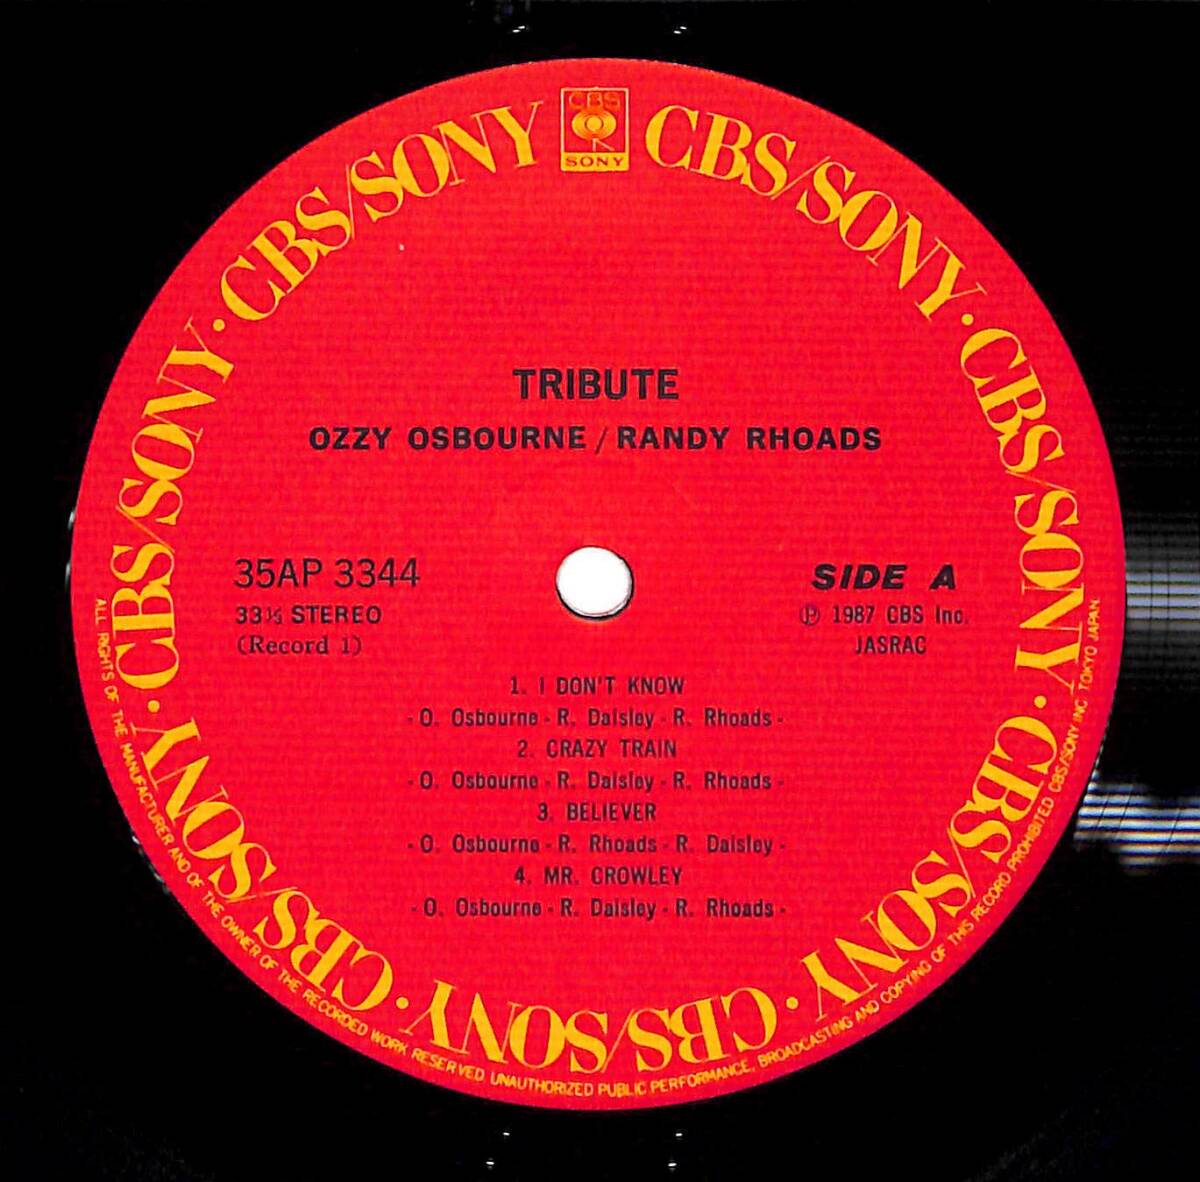 CBS
SONY
CBS/SONY · CBS/SONY · CBS/SONY · CBS/SONY · CBS/SONY · CBS/SONY · CBS/SONY · CBS/SONY
TRIBUTE
OZZY OSBOURNE / RANDY RHOADS
35AP 3344
33⅓ STEREO
(Record 1)
SIDE A
Ⓟ 1987 CBS Inc.
JASRAC
1. I DON'T KNOW
- O. Osbourne - R. Daisley - R. Rhoads -
2. CRAZY TRAIN
- O. Osbourne - R. Daisley - R. Rhoads -
3. BELIEVER
- O. Osbourne - R. Rhoads - R. Daisley -
4. MR. CROWLEY
- O. Osbourne - R. Daisley - R. Rhoads -
ALL RIGHTS OF THE MANUFACTURER AND OF THE OWNER OF THE RECORDED WORK RESERVED UNAUTHORIZED PUBLIC PERFORMANCE, BROADCASTING AND COPYING OF THIS RECORD PROHIBITED CBS/SONY INC TOKYO JAPAN